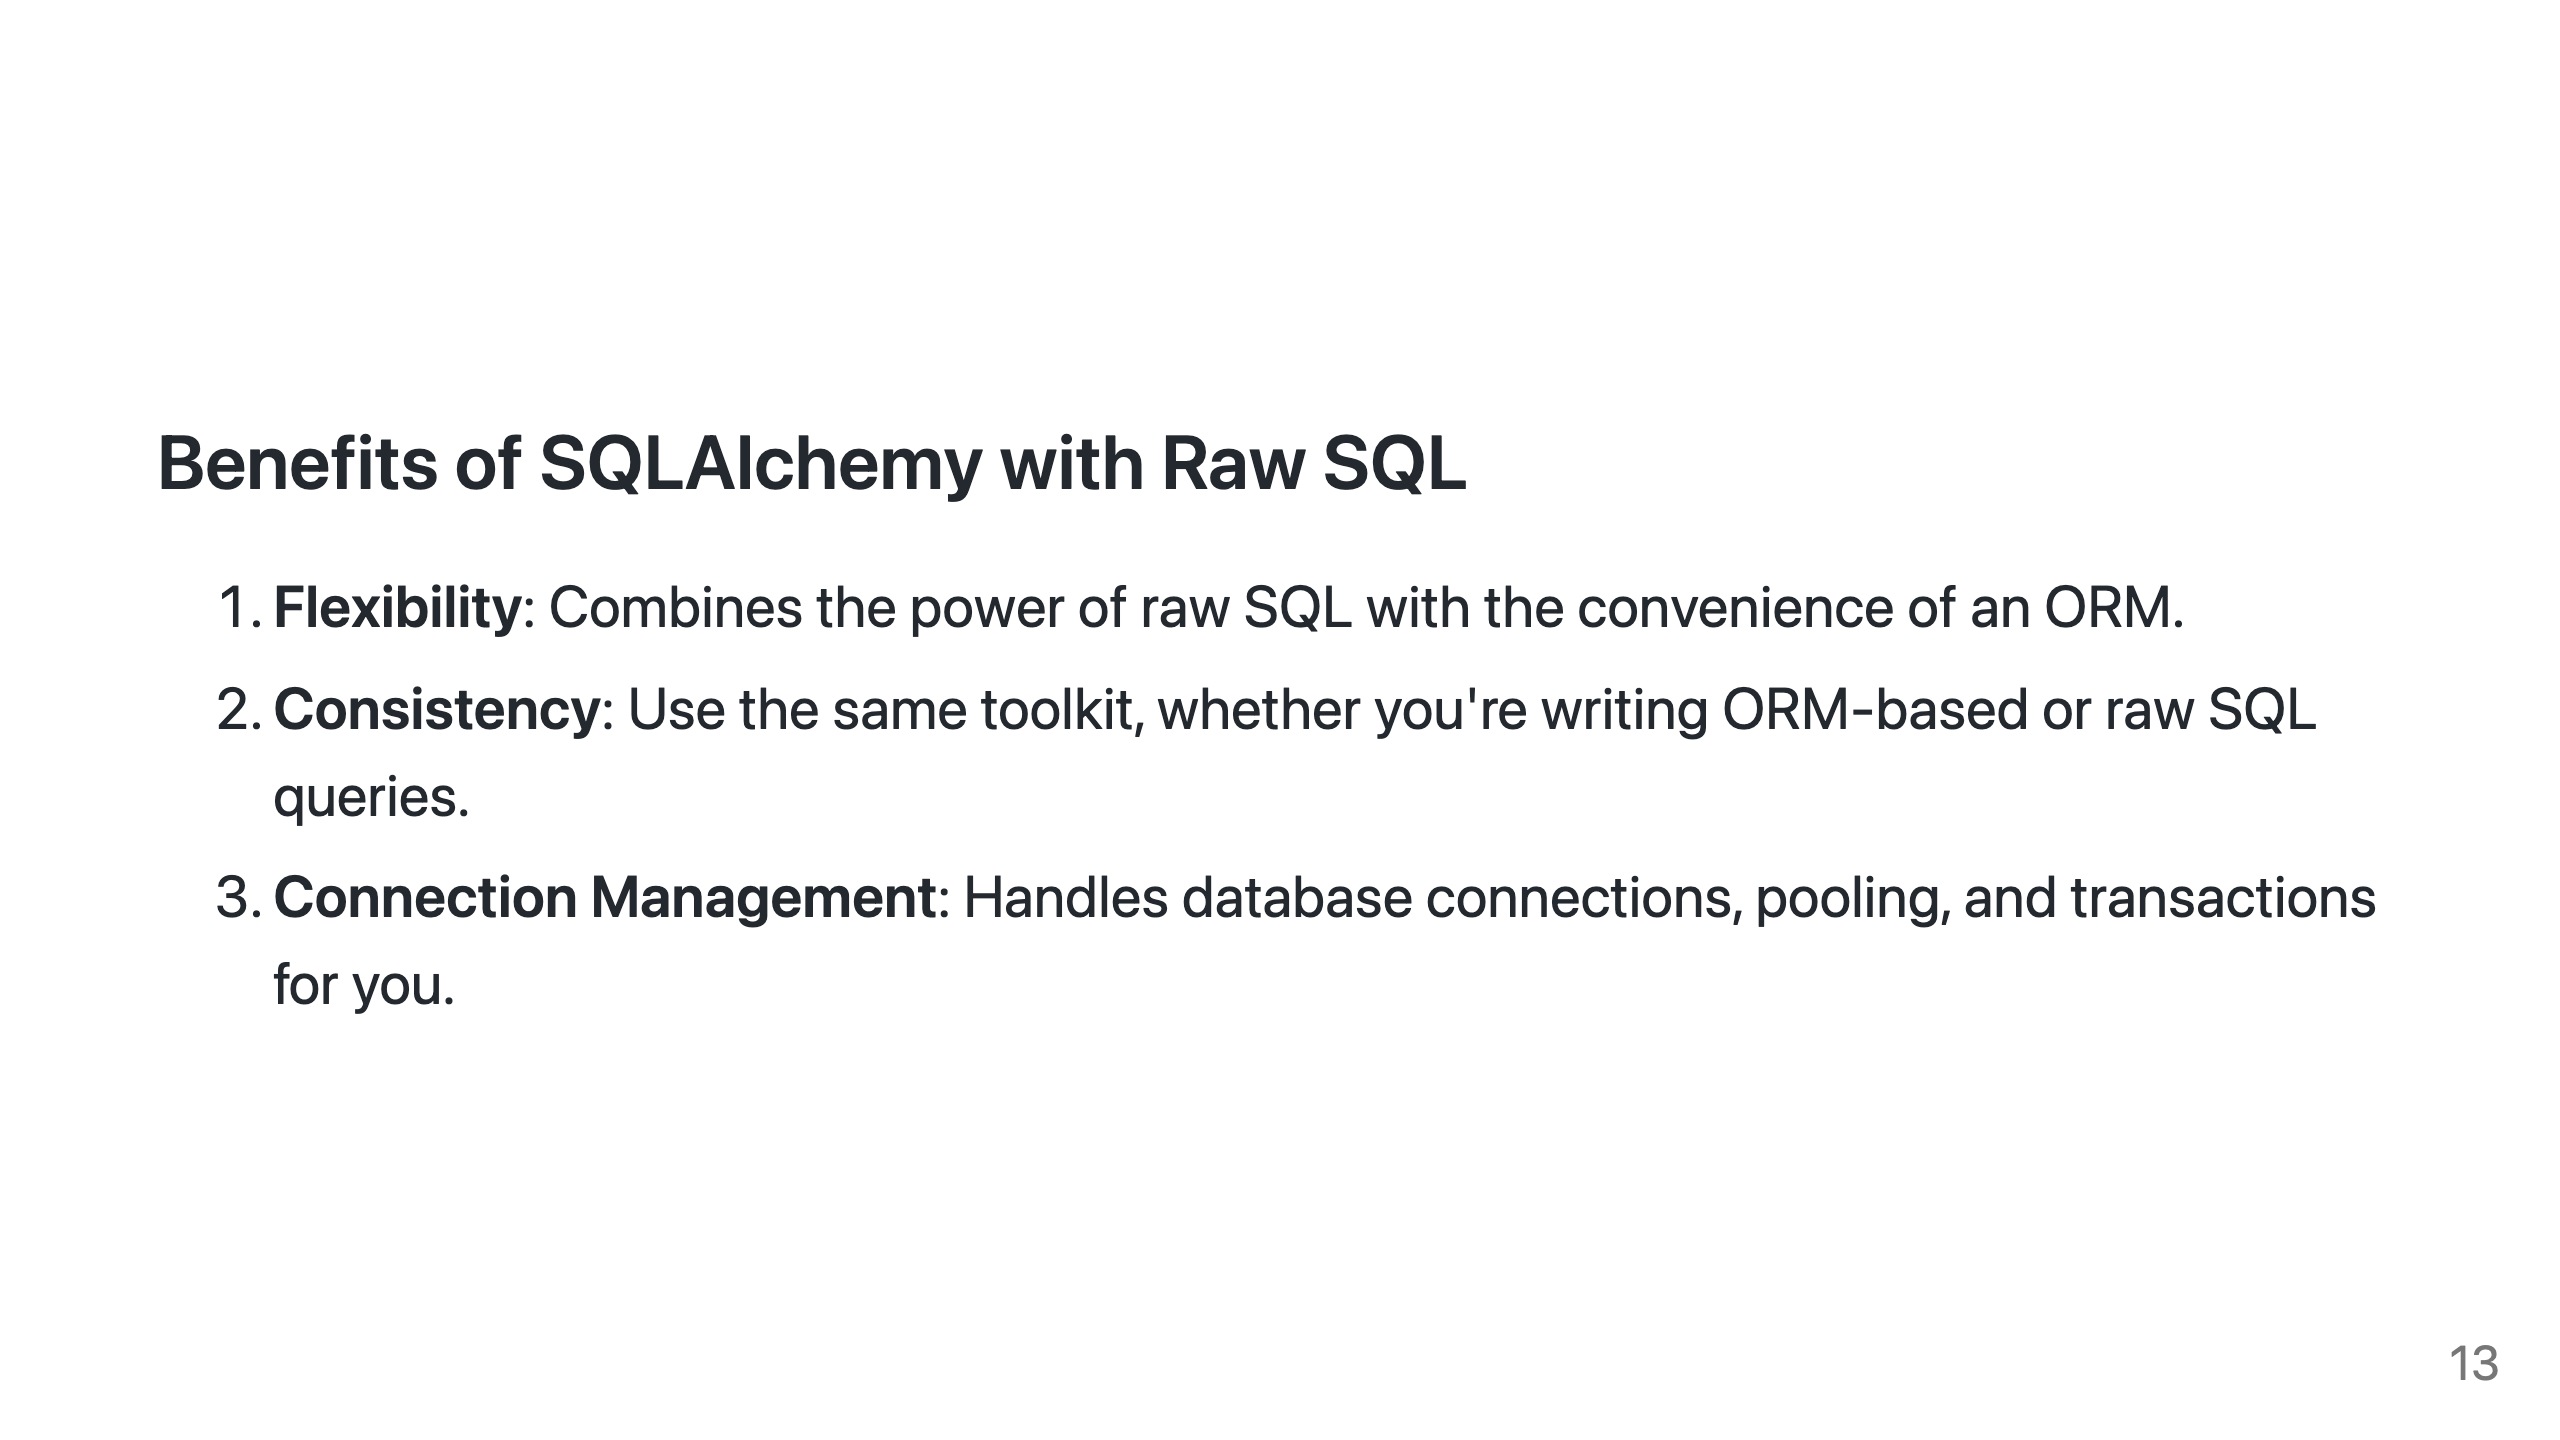 Benefits of SQLAlchemy with Raw SQL
1. Flexibility: Combines the power of raw SQL with the convenience of an ORM.
2. Consistency: Use the same toolkit, whether you're writing ORM-based or raw SQL
queries.
3. Connection Management: Handles database connections, pooling, and transactions
for you.
13